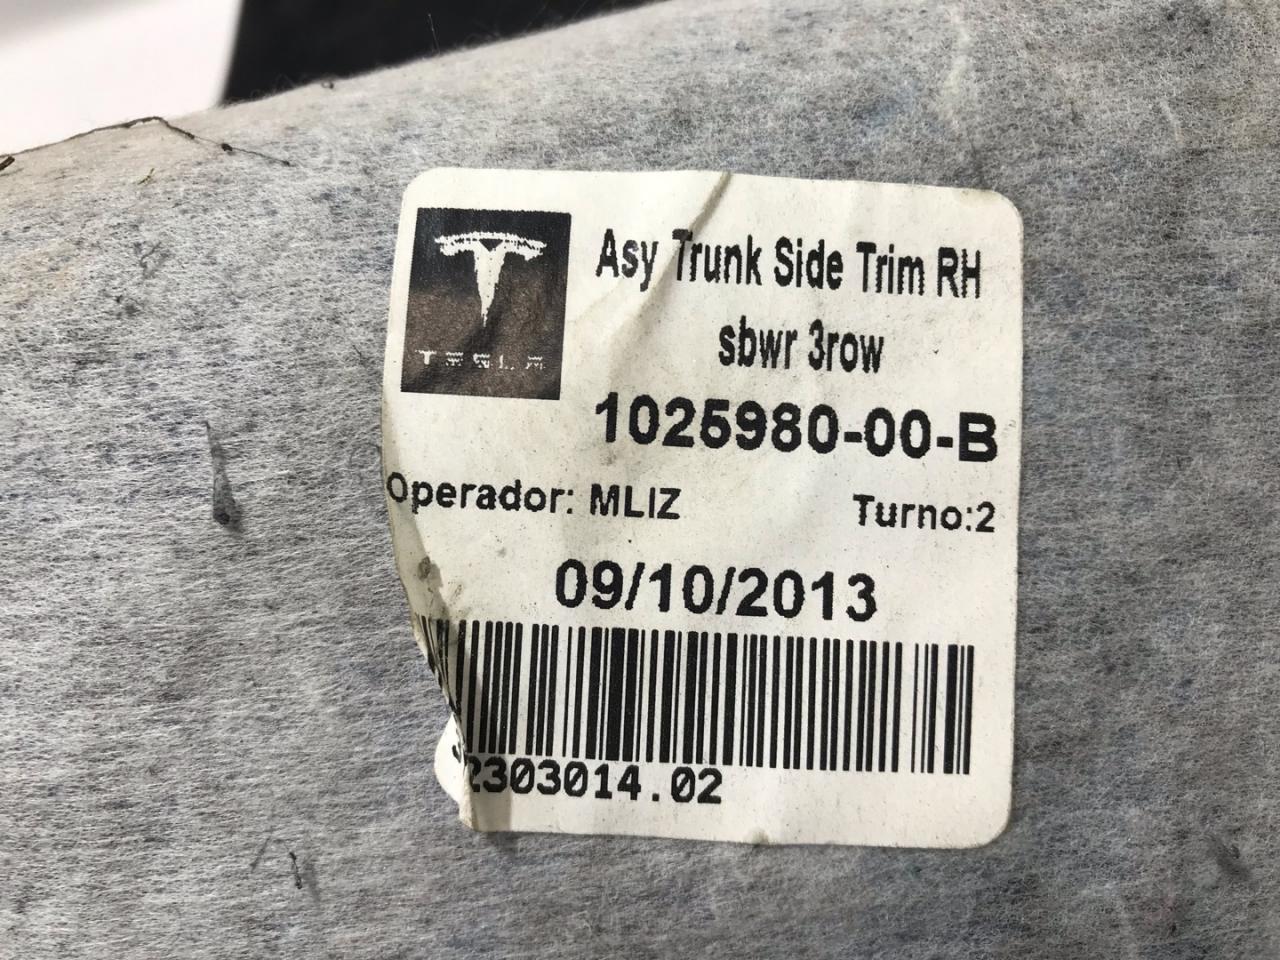 TESLA
Asy Trunk Side Trim RH
sbwr 3row
1025980-00-B
Operador: MLIZ Turno:2
09/10/2013
2303014.02